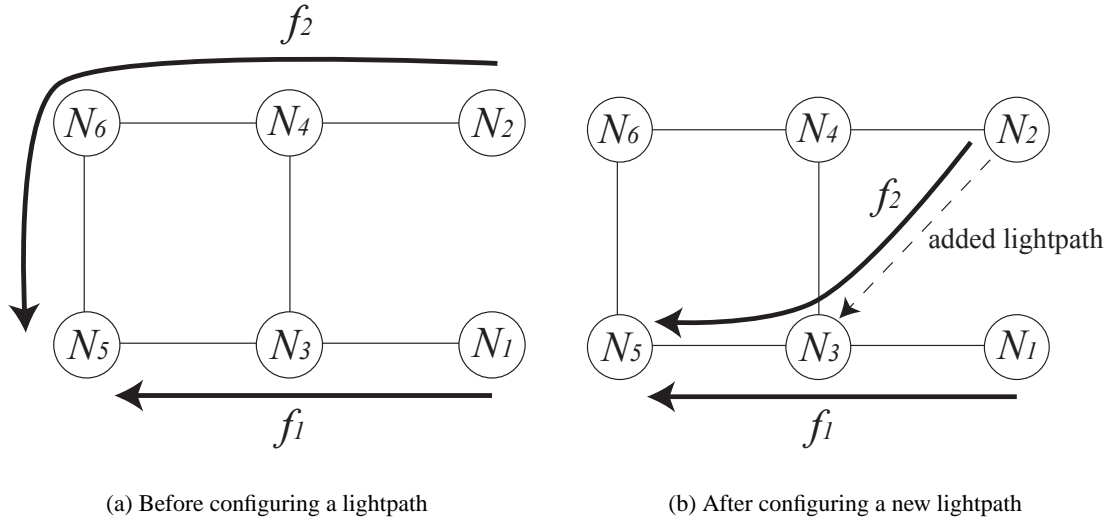 f2
N6 N4 N2
N5 N3 N1
f1
(a) Before configuring a lightpath
N6 N4 N2
f2
added lightpath
N5 N3 N1
f1
(b) After configuring a new lightpath